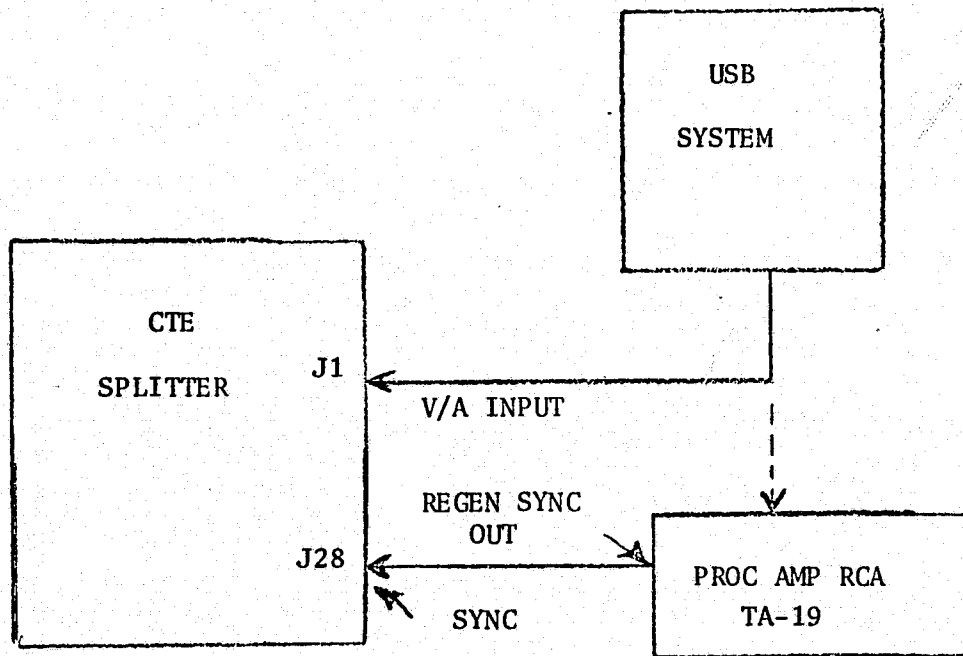 USB
SYSTEM
CTE
SPLITTER
J1
V/A INPUT
REGEN SYNC
OUT
J28
SYNC
PROC AMP RCA
TA-19